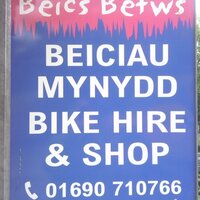 Beics Betws
BEICIAU
MYNYDD
BIKE HIRE
& SHOP
01690 710766